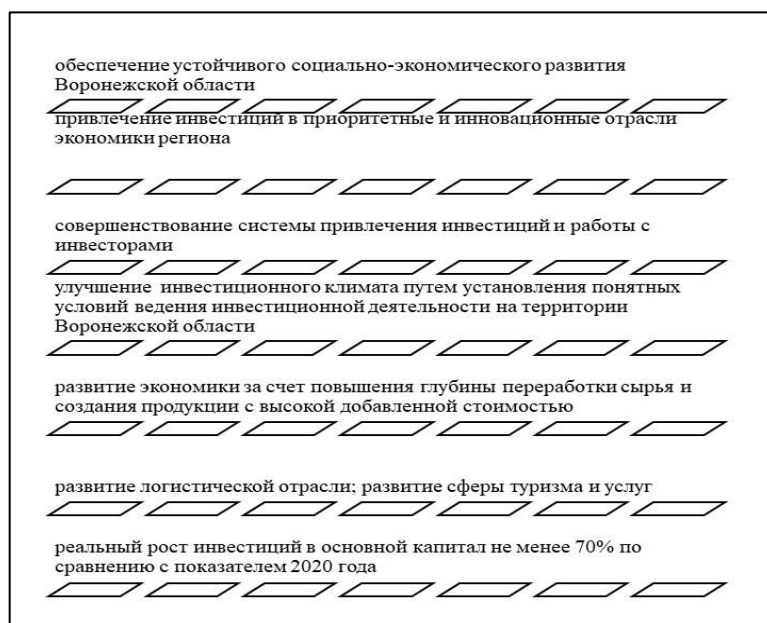 обеспечение устойчивого социально-экономического развития
Воронежской области
привлечение инвестиций в приоритетные и инновационные отрасли
экономики региона
совершенствование системы привлечения инвестиций и работы с
инвесторами
улучшение инвестиционного климата путем установления понятных
условий ведения инвестиционной деятельности на территории
Воронежской области
развитие экономики за счет повышения глубины переработки сырья и
создания продукции с высокой добавленной стоимостью
развитие логистической отрасли; развитие сферы туризма и услуг
реальный рост инвестиций в основной капитал не менее 70% по
сравнению с показателем 2020 года